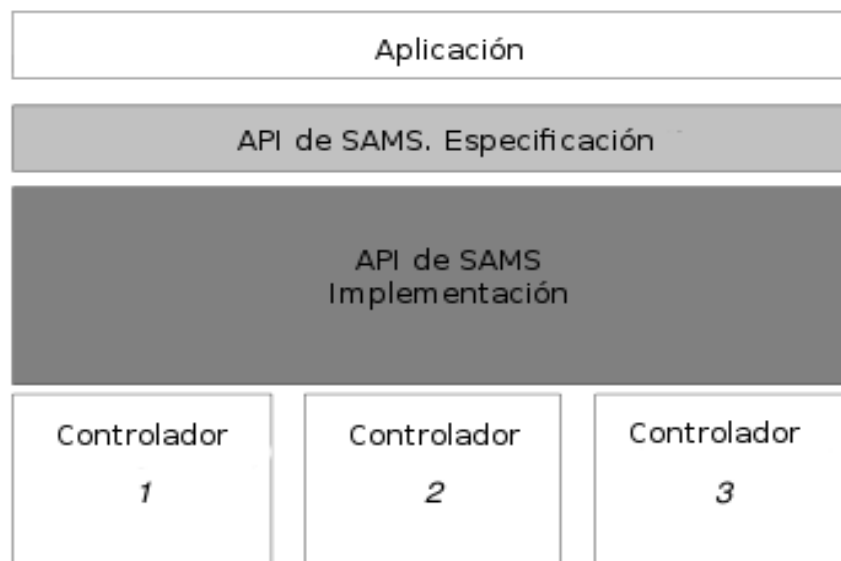 Aplicación
API de SAMS. Especificación
API de SAMS
Implementación
Controlador
1
Controlador
2
Controlador
3